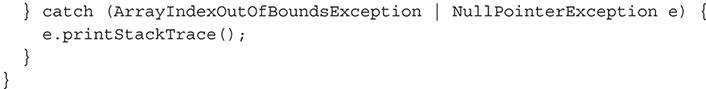 } catch (ArrayIndexOutOfBoundsException | NullPointerException e) {
    e.printStackTrace();
  }
}